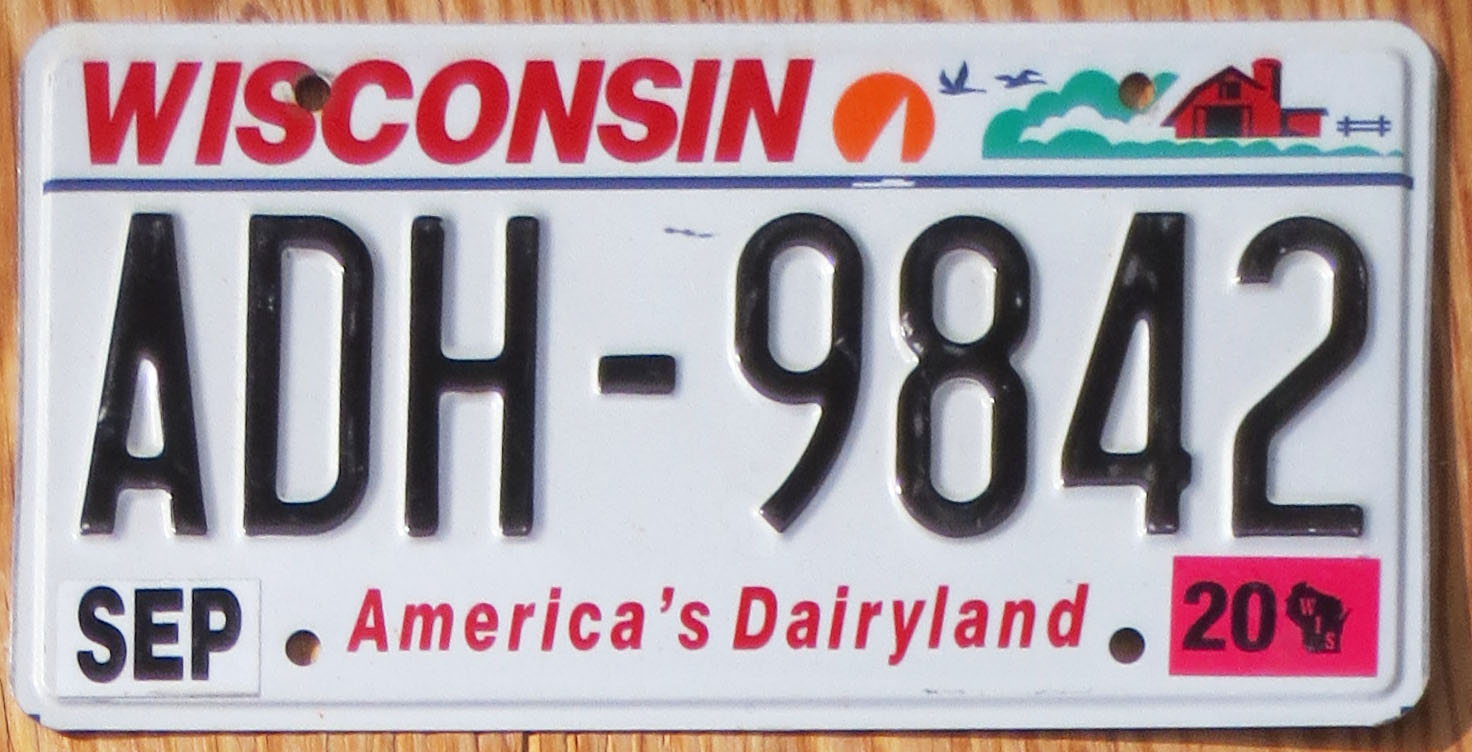 WISCONSIN
ADH-9842
SEP America's Dairyland 20 WIS